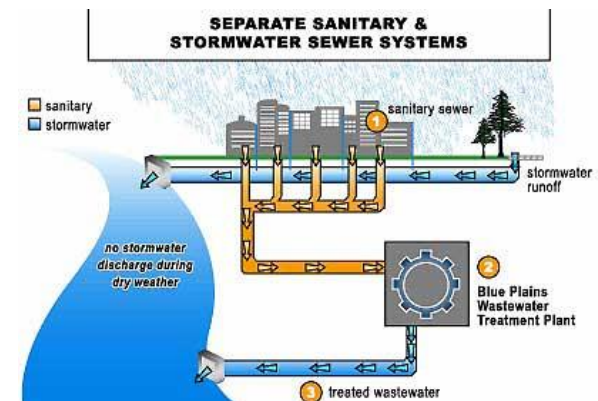 SEPARATE SANITARY &
STORMWATER SEWER SYSTEMS
sanitary
stormwater
1
sanitary sewer
stormwater
runoff
no stormwater
discharge during
dry weather
2
Blue Plains
Wastewater
Treatment Plant
3 treated wastewater